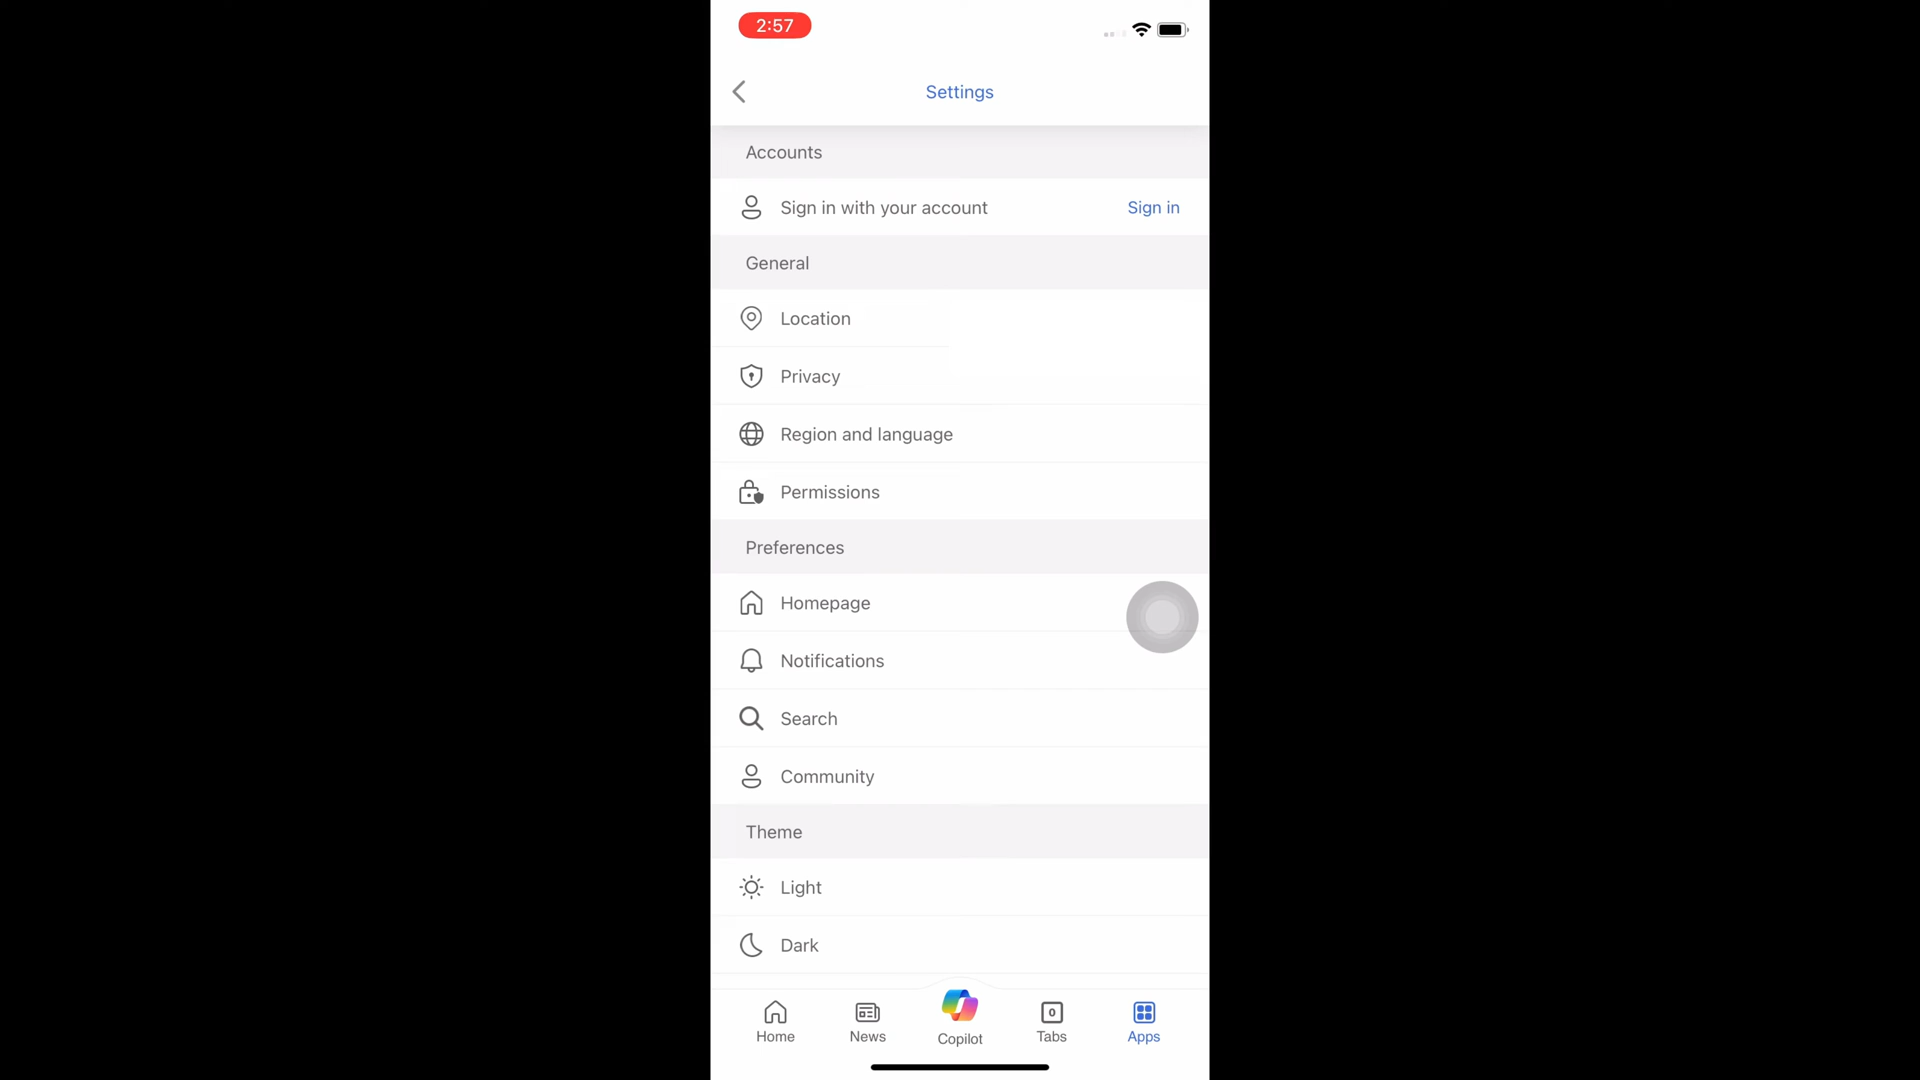 2:57
Settings
Accounts
Sign in with your account Sign in
General
Location
Privacy
Region and language
Permissions
Preferences
Homepage
Notifications
Search
Community
Theme
Light
Dark
0
Home News Copilot Tabs Apps